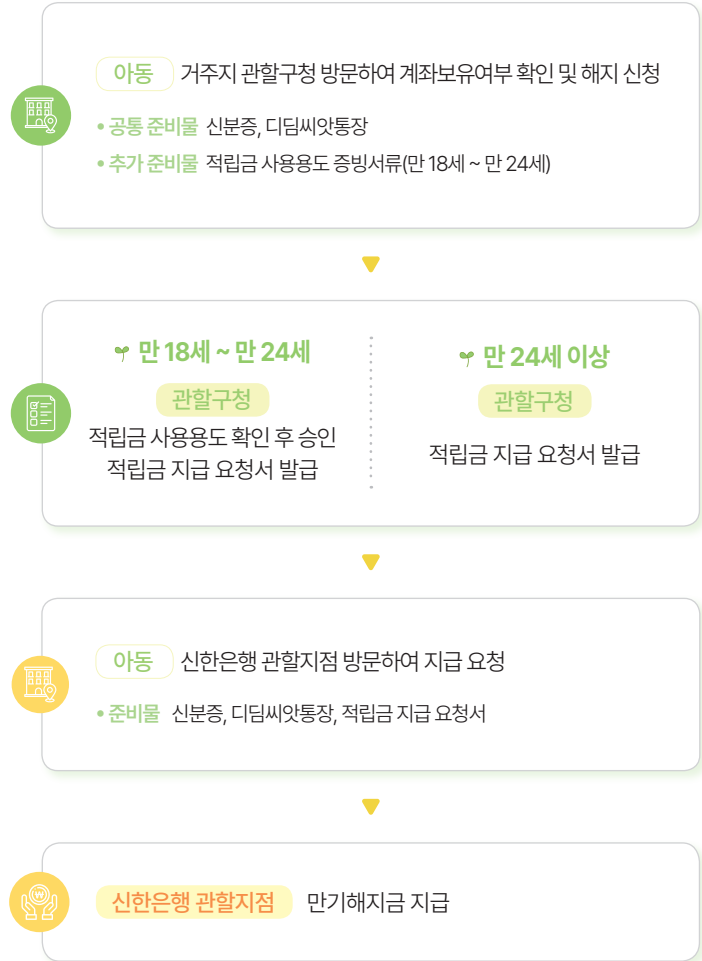 아동 거주지 관할구청 방문하여 계좌보유여부 확인 및 해지 신청
• 공통 준비물 신분증, 디딤씨앗통장
• 추가 준비물 적립금 사용용도 증빙서류(만 18세 ~ 만 24세)
만 18세 ~ 만 24세
관할구청
적립금 사용용도 확인 후 승인
적립금 지급 요청서 발급
만 24세 이상
관할구청
적립금 지급 요청서 발급
아동 신한은행 관할지점 방문하여 지급 요청
• 준비물 신분증, 디딤씨앗통장, 적립금 지급 요청서
신한은행 관할지점 만기해지금 지급